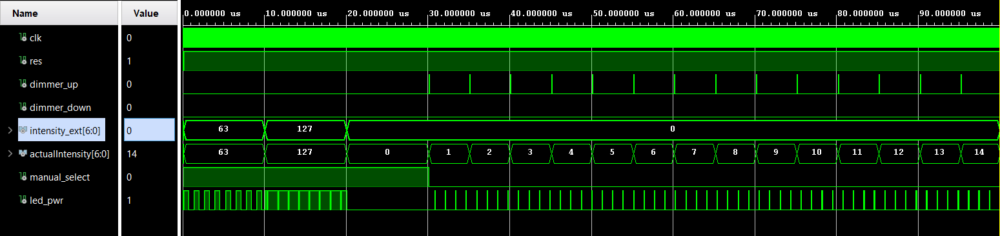 Name Value 0.000000 us 10.000000 us 20.000000 us 30.000000 us 40.000000 us 50.000000 us 60.000000 us 70.000000 us 80.000000 us 90.000000 us
clk 0
res 1
dimmer_up 0
dimmer_down 0
intensity_ext[6:0] 0 63 127 0
actualIntensity[6:0] 14 63 127 0 1 2 3 4 5 6 7 8 9 10 11 12 13 14
manual_select 0
led_pwr 1